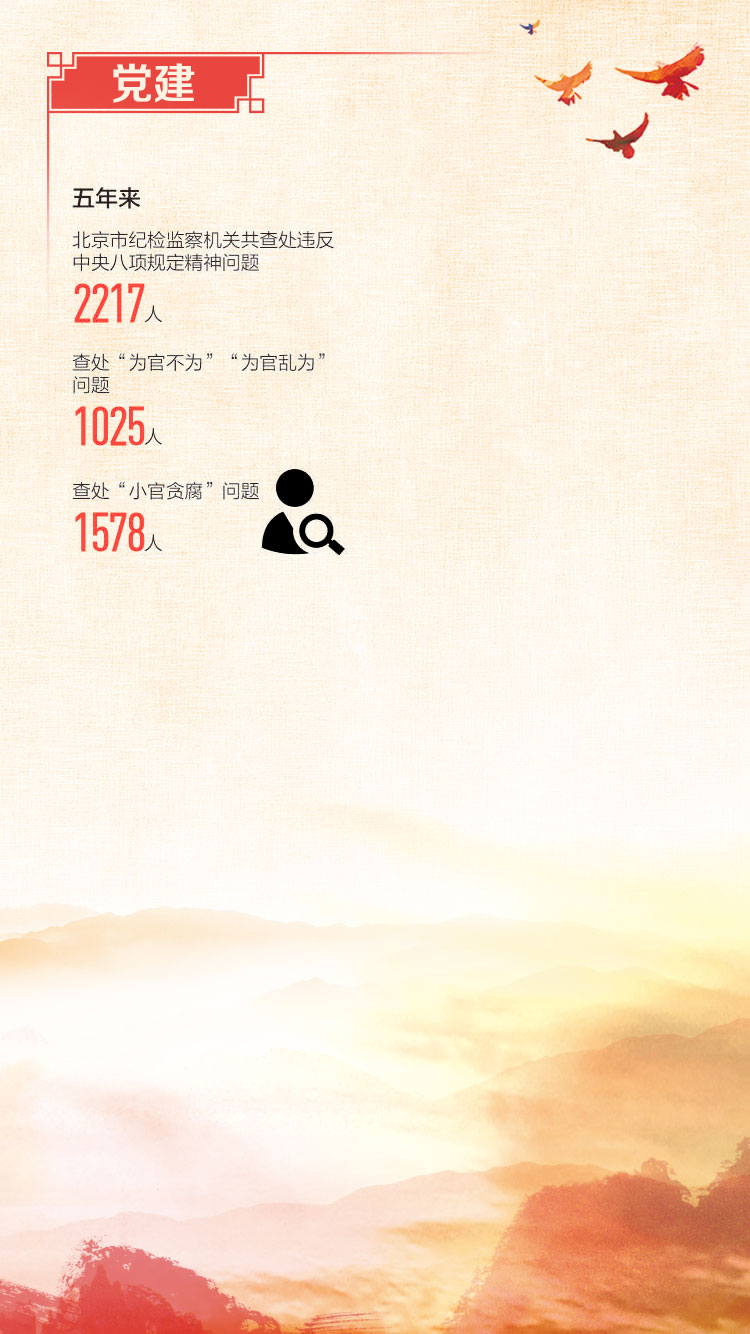 党建
五年来
北京市纪检监察机关共查处违反
中央八项规定精神问题
2217人
查处“为官不为”“为官乱为”
问题
1025人
查处“小官贪腐”问题
1578人